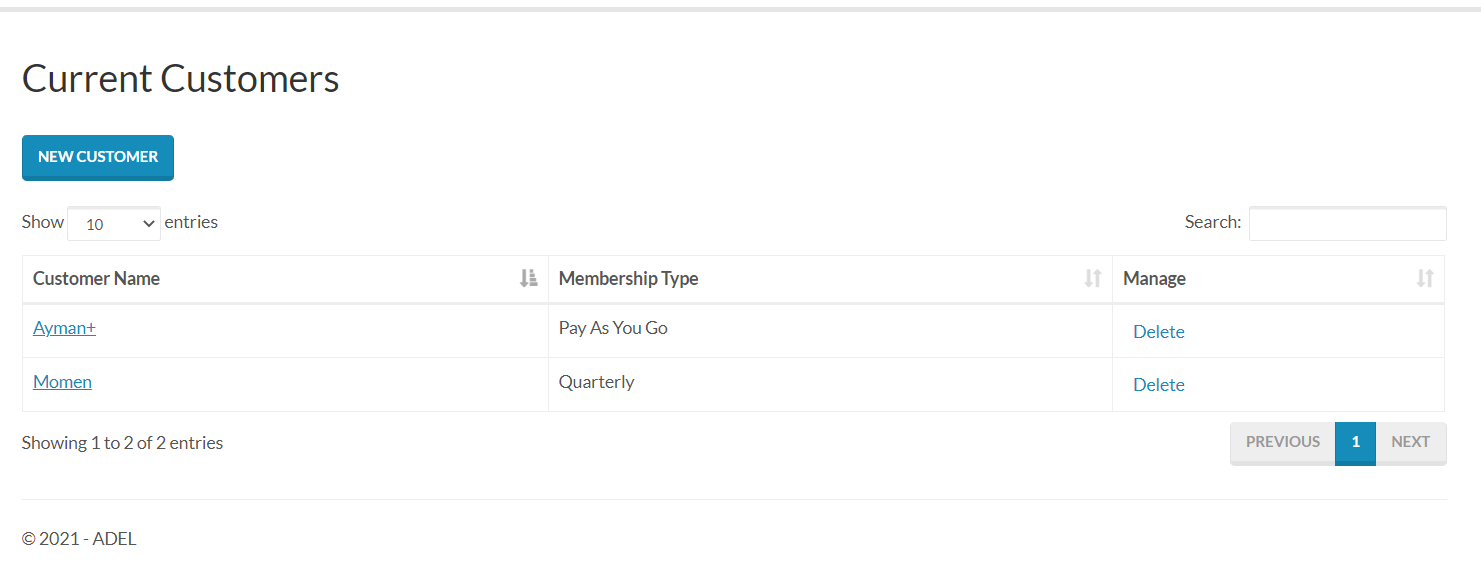 Current Customers
NEW CUSTOMER
Show 10 entries Search:
Customer Name Membership Type Manage
Ayman+ Pay As You Go Delete
Momen Quarterly Delete
Showing 1 to 2 of 2 entries PREVIOUS 1 NEXT
© 2021 - ADEL